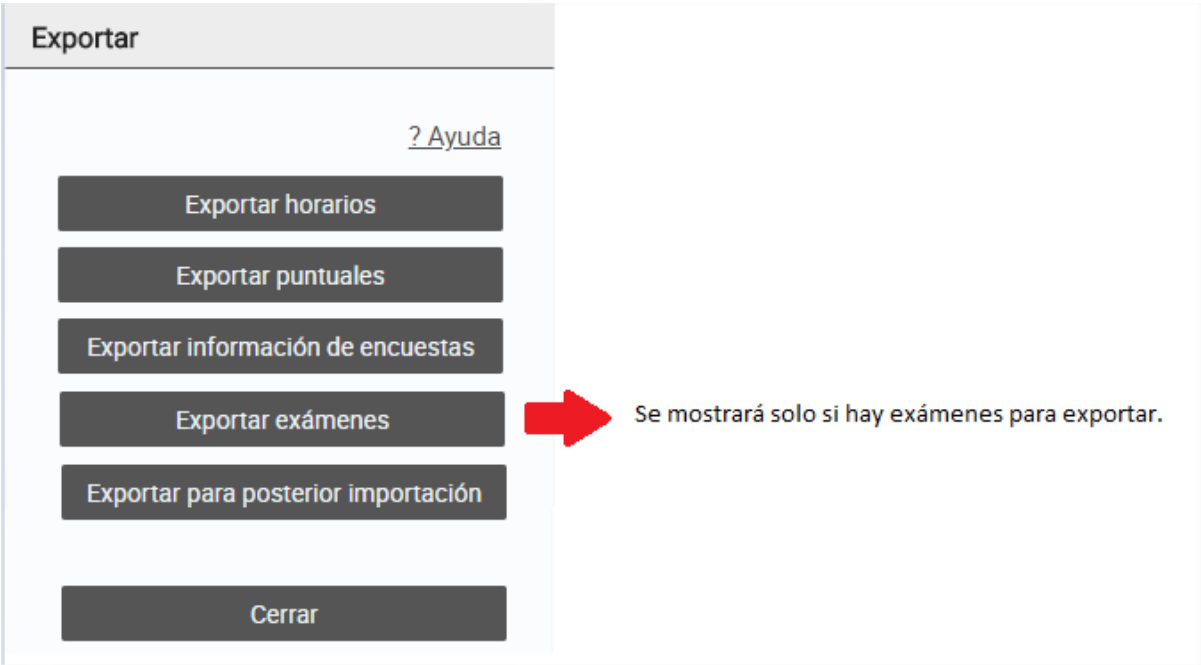 Exportar
? Ayuda
Exportar horarios
Exportar puntuales
Exportar información de encuestas
Exportar exámenes
Se mostrará solo si hay exámenes para exportar.
Exportar para posterior importación
Cerrar